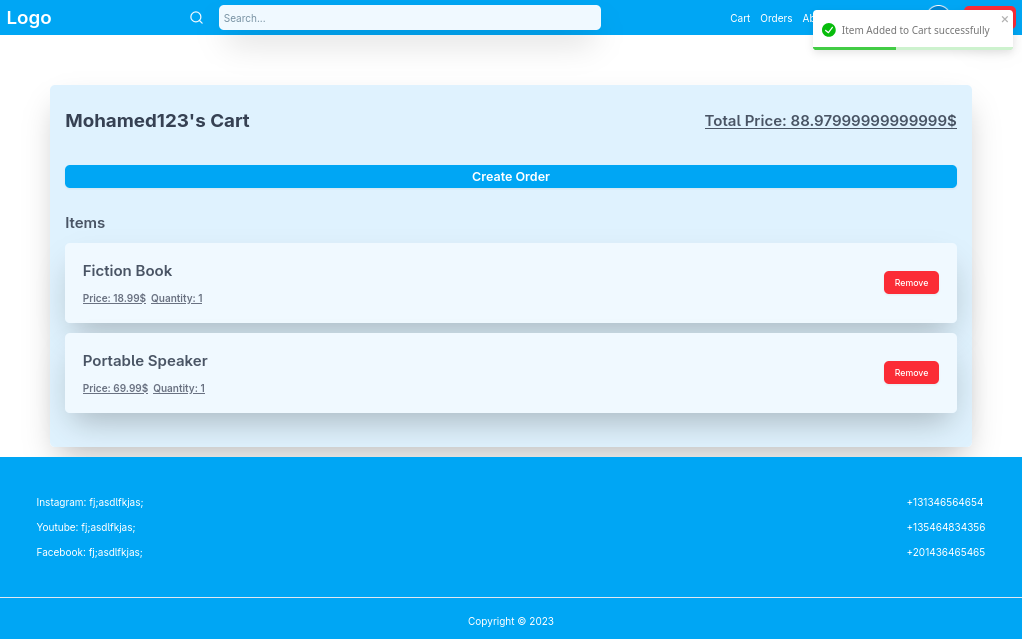 Logo
Search...
Cart Orders Ab
Item Added to Cart successfully
Mohamed123's Cart
Total Price: 88.97999999999999$
Create Order
Items
Fiction Book
Price: 18.99$ Quantity: 1
Remove
Portable Speaker
Price: 69.99$ Quantity: 1
Remove
Instagram: fj;asdlfkjas;
+131346564654
Youtube: fj;asdlfkjas;
+135464834356
Facebook: fj;asdlfkjas;
+201436465465
Copyright © 2023